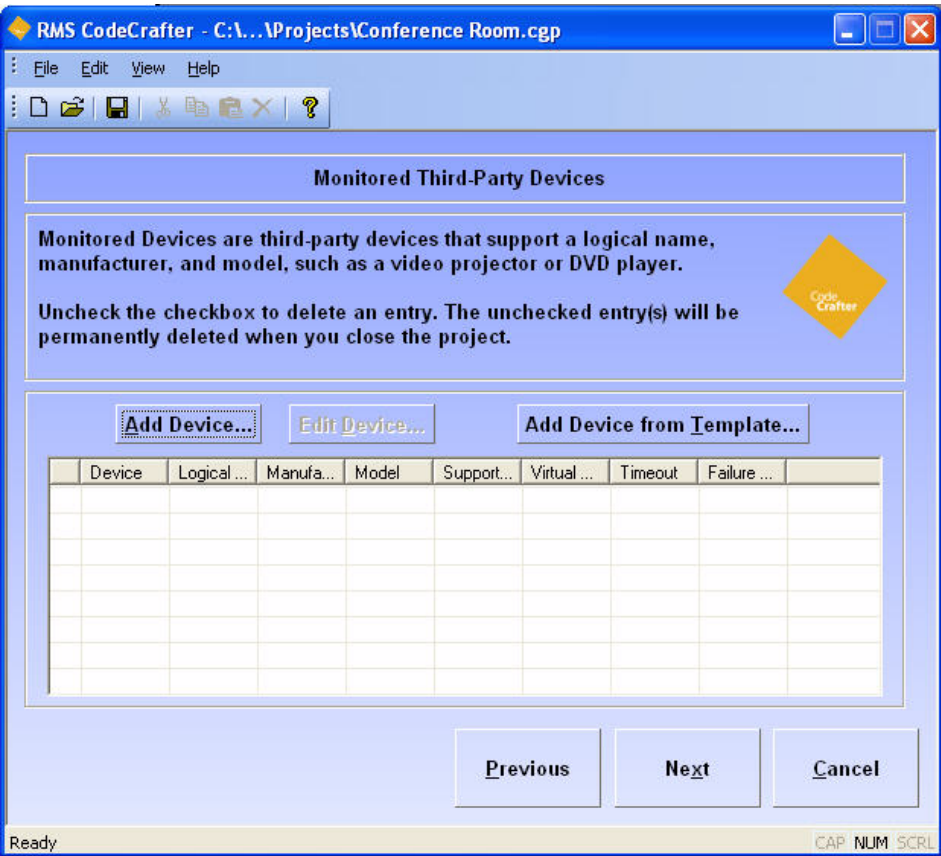 RMS CodeCrafter - C:\...\Projects\Conference Room.cgp
File Edit View Help
Monitored Third-Party Devices
Monitored Devices are third-party devices that support a logical name,
manufacturer, and model, such as a video projector or DVD player.
Uncheck the checkbox to delete an entry. The unchecked entry(s) will be
permanently deleted when you close the project.
Code
Crafter
Add Device... Edit Device... Add Device from Template...
Device Logical ... Manufa... Model Support... Virtual ... Timeout Failure ...
Previous Next Cancel
Ready CAP NUM SCRL